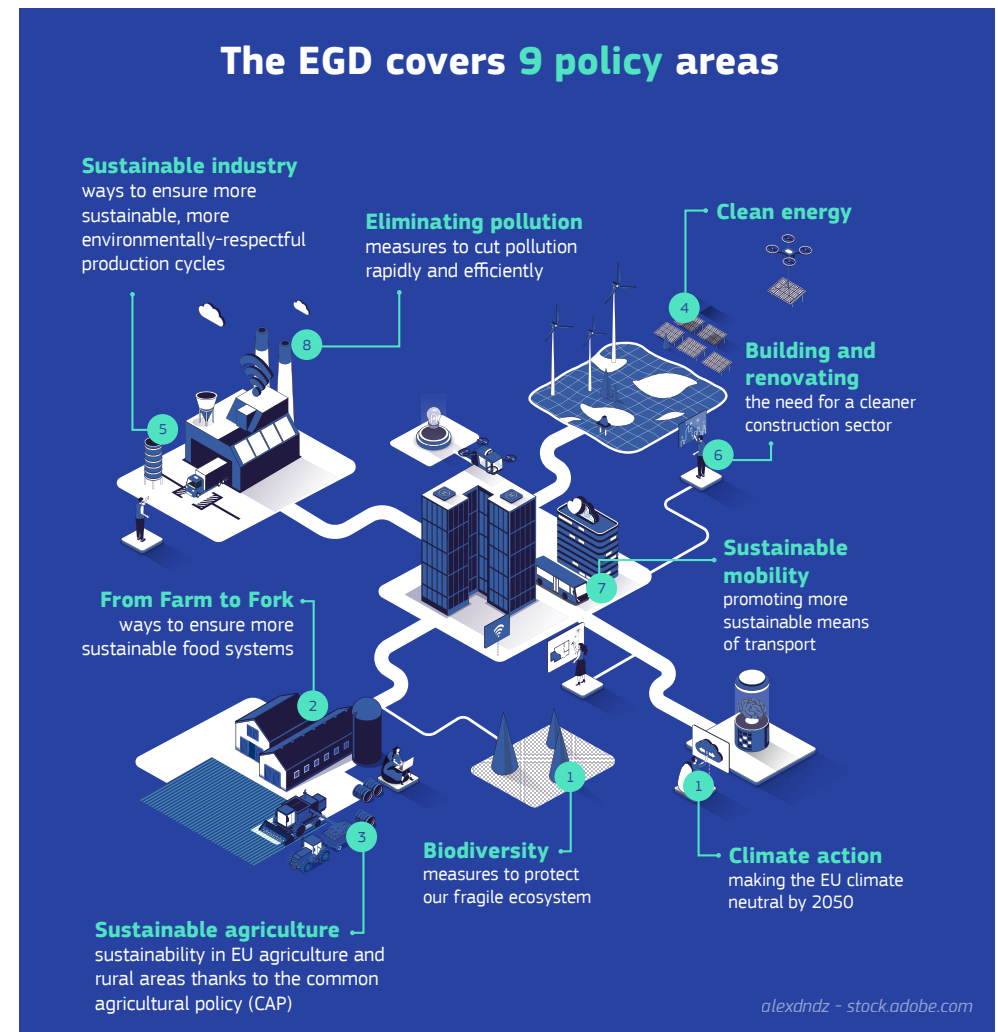 The EGD covers 9 policy areas
Sustainable industry
ways to ensure more
sustainable, more
environmentally-respectful
production cycles
Eliminating pollution
measures to cut pollution
rapidly and efficiently
Clean energy
4
8
Building and
renovating
the need for a cleaner
construction sector
5
6
Sustainable
mobility
promoting more
sustainable means
of transport
7
From Farm to Fork
ways to ensure more
sustainable food systems
2
1
1
3
Biodiversity
measures to protect
our fragile ecosystem
Climate action
making the EU climate
neutral by 2050
Sustainable agriculture
sustainability in EU agriculture and
rural areas thanks to the common
agricultural policy (CAP)
alexdndz - stock.adobe.com